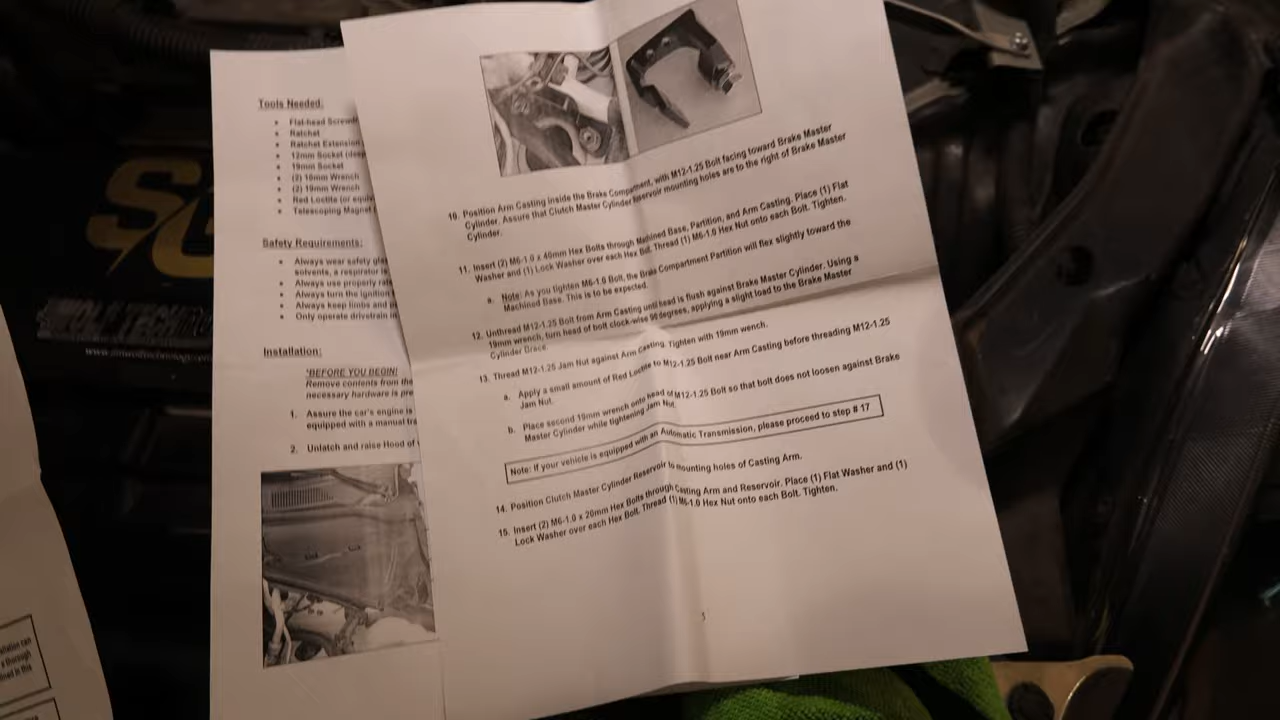 Tools Needed:
Flat-head
Ratchet
Ratchet Extension
12mm Socket
19mm Socket
(2) 10mm Wrench
(2) 19mm Wrench
Red Loctite (or
Telescoping Magnet
Safety Requirements:
Always wear safety
solvents, a respirator is
Always use properly
Always turn the ignition
Always keep limbs and
Only operate drivetrain in
Installation:
*BEFORE YOU BEGIN!
Remove contents from the
necessary hardware is
1. Assure the car's engine is
equipped with a manual
2. Unlatch and raise Hood of
10. Position Arm Casting inside the Brake Compartment, with M12-1.25 Bolt facing toward Brake Master
Cylinder. Assure that Clutch Master Cylinder Reservoir mounting holes are to the right of Brake Master
Cylinder.
11. Insert (2) M6-1.0 x 40mm Hex Bolts through Machined Base, Partition, and Arm Casting. Place (1) Flat
Washer and (1) Lock Washer over each Hex Bolt. Thread (1) M6-1.0 Hex Nut onto each Bolt. Tighten.
a. Note: As you tighten M6-1.0 Bolt, the Brake Compartment Partition will flex slightly toward the
Machined Base. This is to be expected.
12. Unthread M12-1.25 Bolt from Arm Casting until head is flush against Brake Master Cylinder. Using a
19mm wrench, turn head of bolt clock-wise 90 degrees, applying a slight load to the Brake Master
Cylinder Brace.
13. Thread M12-1.25 Jam Nut against Arm Casting. Tighten with 19mm wench.
a. Apply a small amount of Red Loctite to M12-1.25 Bolt near Arm Casting before threading M12-1.25
Jam Nut.
b. Place second 19mm wrench onto head of M12-1.25 Bolt so that bolt does not loosen against Brake
Master Cylinder while tightening Jam Nut.
Note: If your vehicle is equipped with an Automatic Transmission, please proceed to step # 17
14. Position Clutch Master Cylinder Reservoir to mounting holes of Casting Arm.
15. Insert (2) M6-1.0 x 20mm Hex Bolts through Casting Arm and Reservoir. Place (1) Flat Washer and (1)
Lock Washer over each Hex Bolt. Thread (1) M6-1.0 Hex Nut onto each Bolt. Tighten.